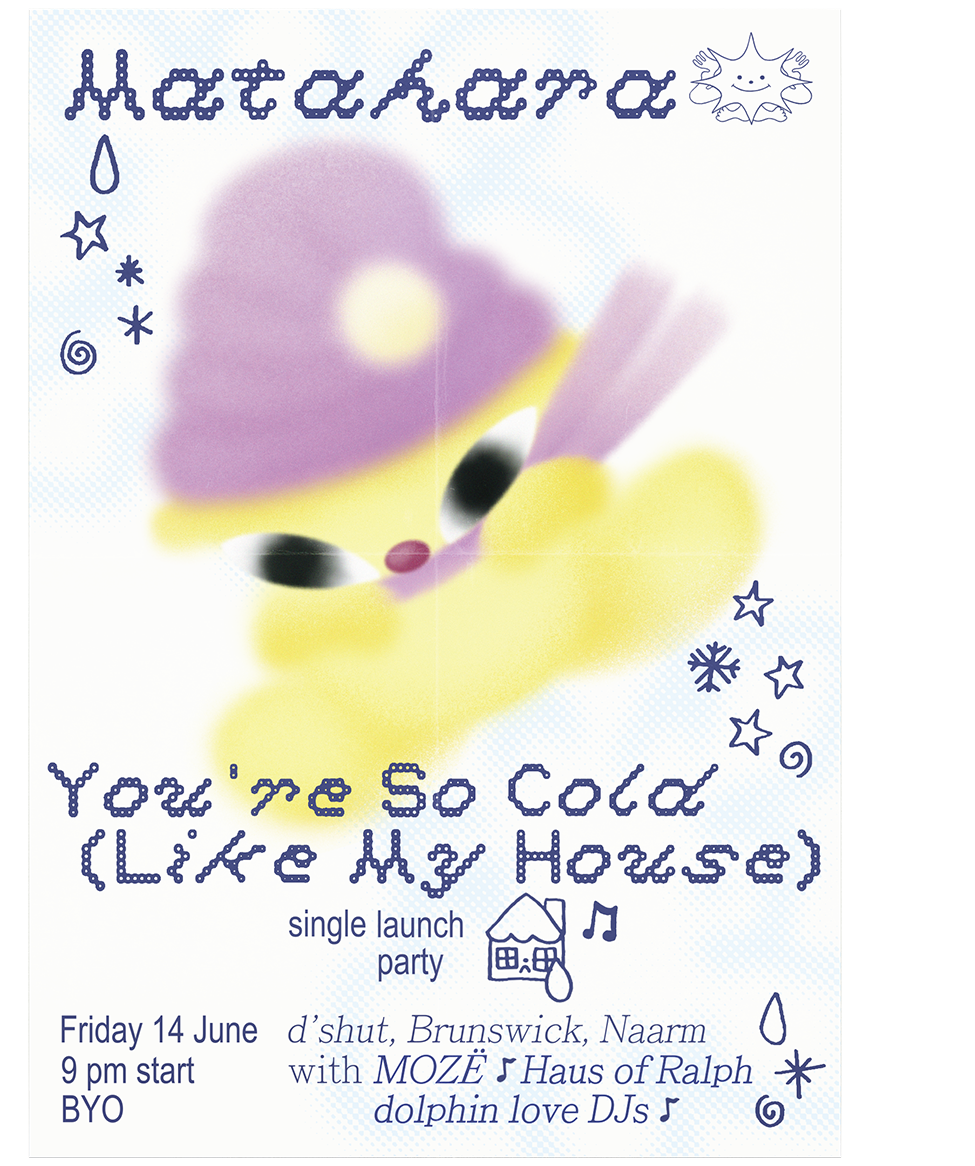 Matahara
You're So Cold
(Like My House)
single launch
party
Friday 14 June
9 pm start
BYO
d'shut, Brunswick, Naarm
with MOZË ♪ Haus of Ralph
dolphin love DJs ♪